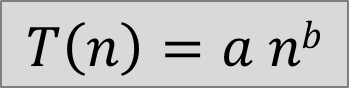 T(n) = a n^b